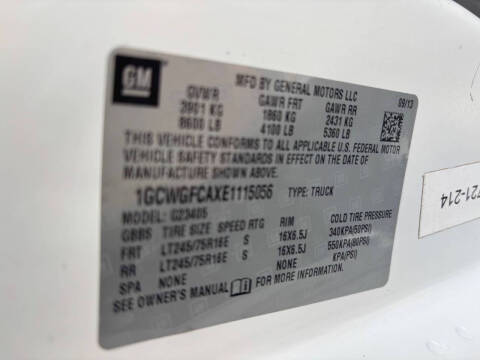 GM
MFD BY GENERAL MOTORS LLC
09/13
GVWR GAWR FRT GAWR RR
3901 KG 1860 KG 2431 KG
8600 LB 4100 LB 5360 LB
THIS VEHICLE CONFORMS TO ALL APPLICABLE U.S. FEDERAL MOTOR
VEHICLE SAFETY STANDARDS IN EFFECT ON THE DATE OF
MANUFACTURE SHOWN ABOVE.
1GCWGFCAXE1115056 TYPE: TRUCK
MODEL: G23405
GBBS TIRE SIZE SPEED RTG RIM COLD TIRE PRESSURE
FRT LT245/75R16E S 16X6.5J 340KPA(50PSI)
RR LT245/75R16E S 16X6.5J 550KPA(80PSI)
SPA NONE NONE KPA(PSI)
SEE OWNER'S MANUAL FOR MORE INFORMATION
721-214